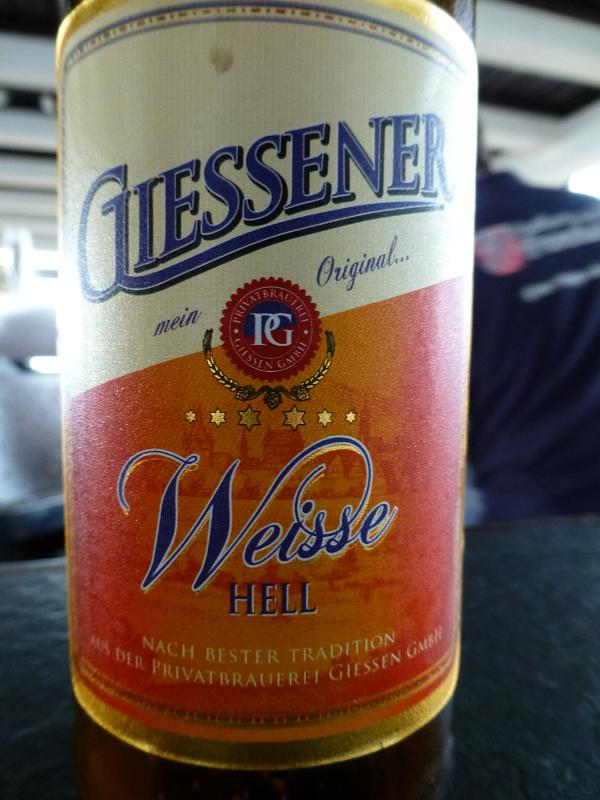 GIESSENER
mein Original...
PRIVATBRAUEREI
PG
GIESSEN GMBH
Weisse
HELL
NACH BESTER TRADITION
AUS DER PRIVATBRAUEREI GIESSEN GMBH